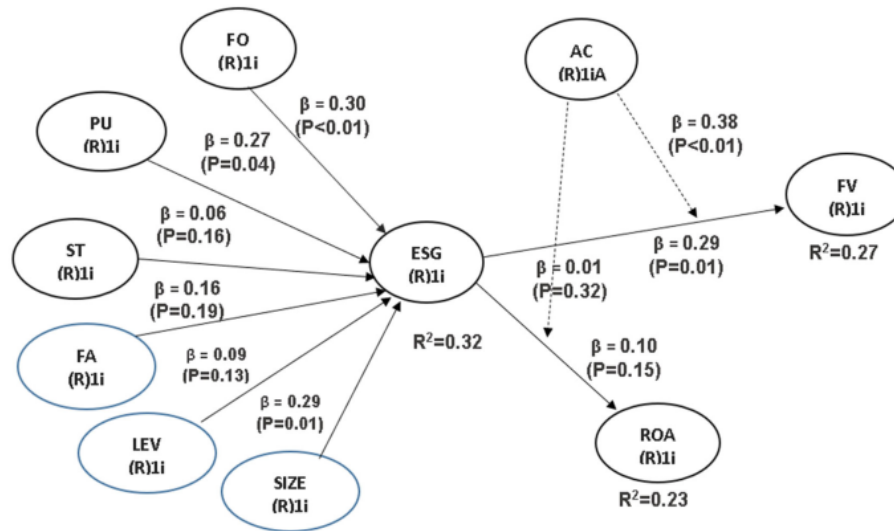 FO
(R)1i
AC
(R)1iA
β = 0.30
(P<0.01)
PU
(R)1i
β = 0.27
(P=0.04)
β = 0.38
(P<0.01)
FV
(R)1i
R²=0.27
β = 0.06
(P=0.16)
ST
(R)1i
ESG
(R)1i
R²=0.32
β = 0.29
(P=0.01)
β = 0.01
(P=0.32)
β = 0.16
(P=0.19)
FA
(R)1i
β = 0.09
(P=0.13)
β = 0.10
(P=0.15)
LEV
(R)1i
β = 0.29
(P=0.01)
SIZE
(R)1i
ROA
(R)1i
R²=0.23